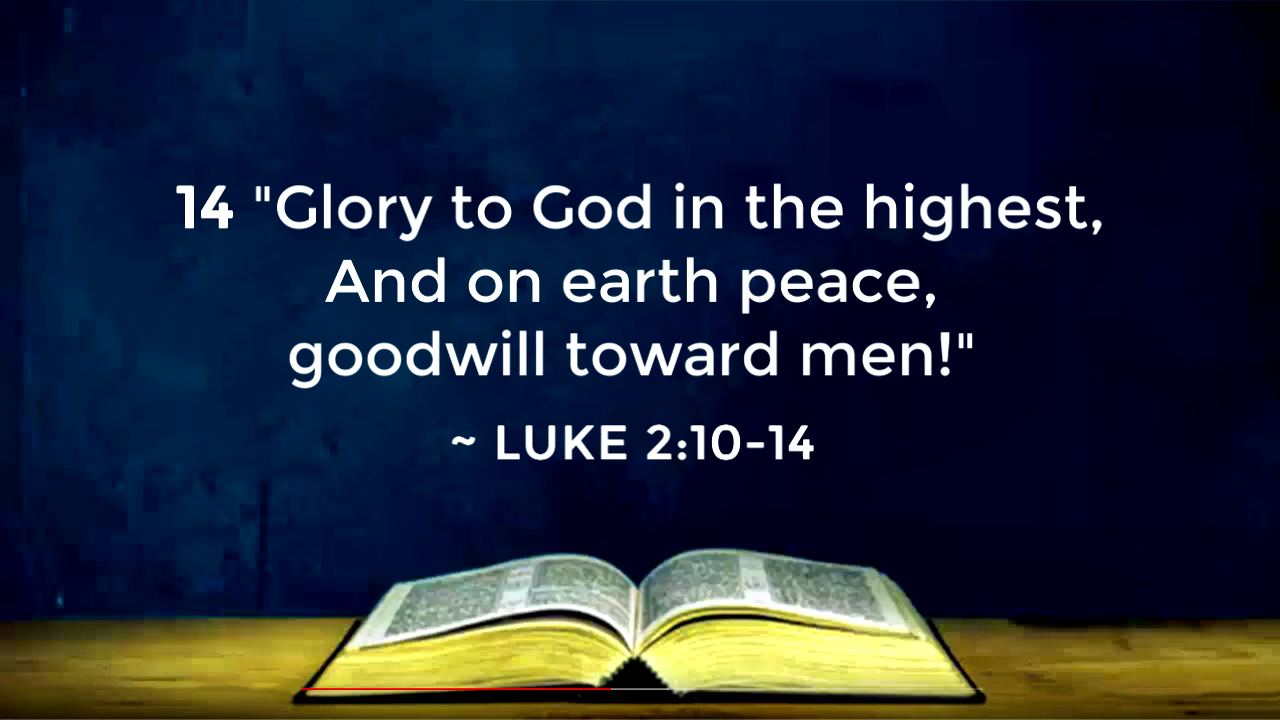 14 "Glory to God in the highest,
And on earth peace,
goodwill toward men!"
~ LUKE 2:10-14